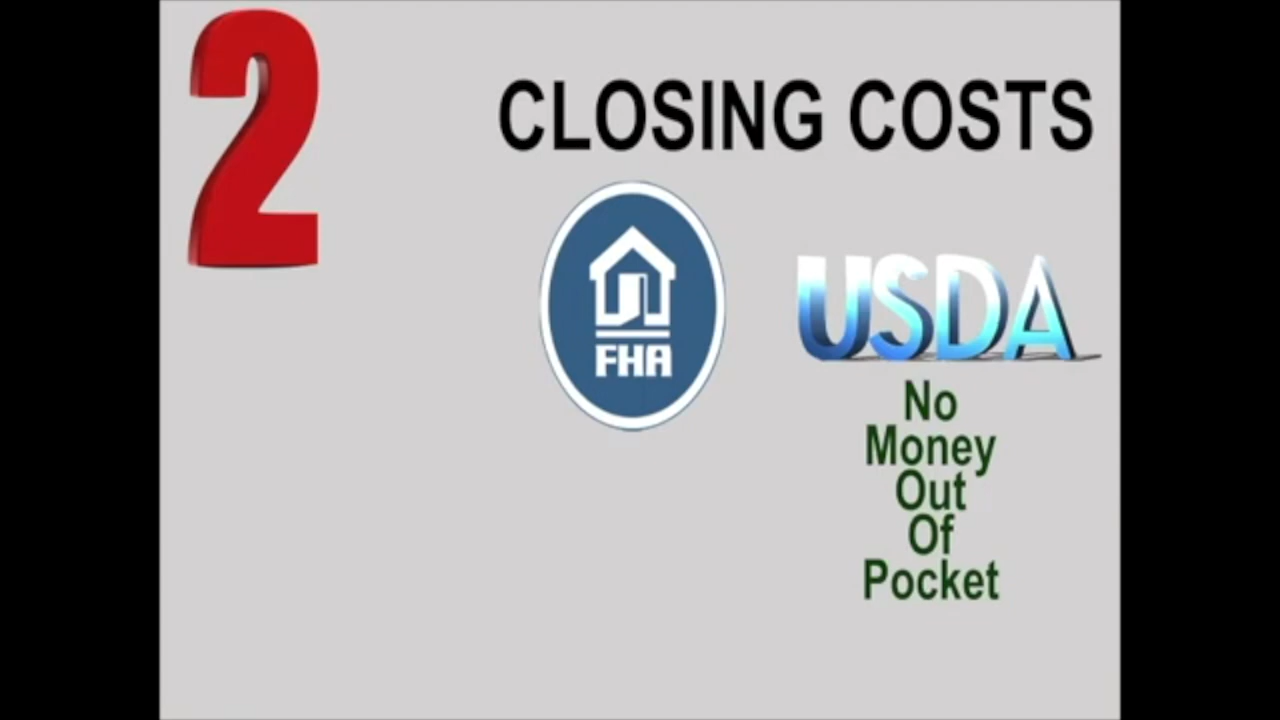 2
CLOSING COSTS
FHA
USDA
No
Money
Out
Of
Pocket